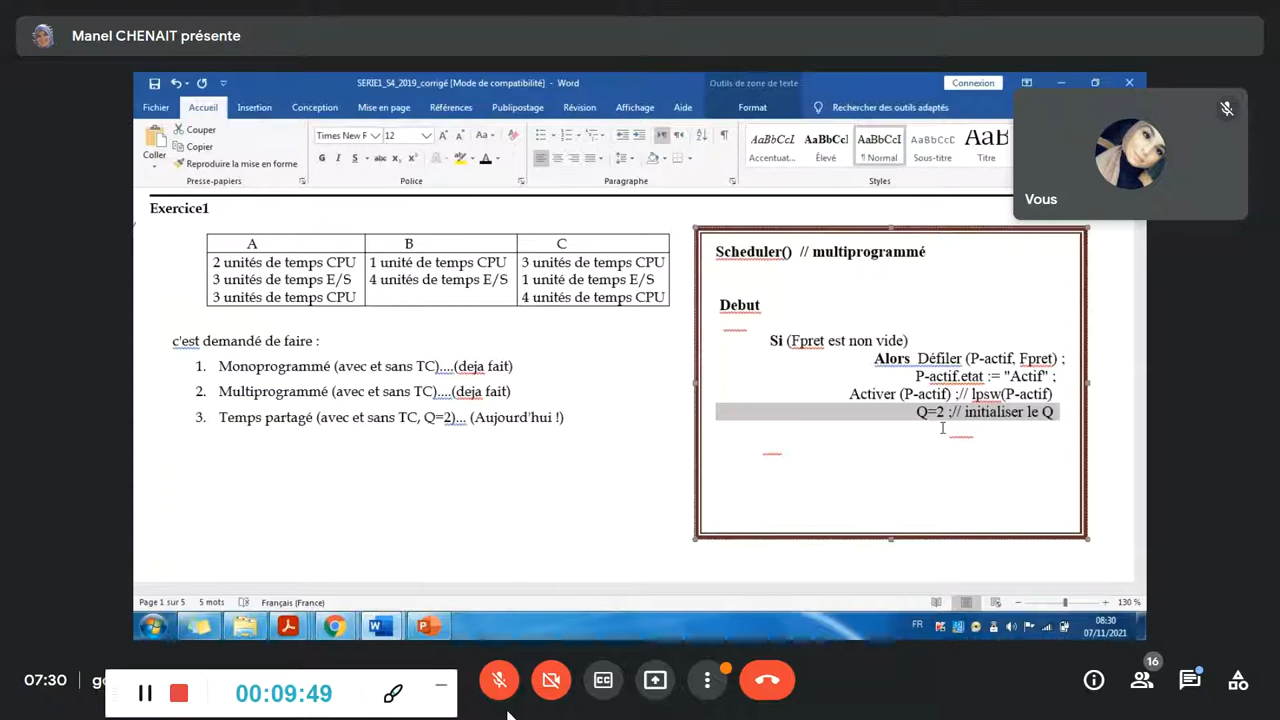 Manel CHENAIT présente
SERIE1_S4_2019_corrigé [Mode de compatibilité] - Word
Outils de zone de texte
Connexion
Fichier Accueil Insertion Conception Mise en page Références Publipostage Révision Affichage Aide Format Rechercher des outils adaptés
Coller
Couper
Copier
Reproduire la mise en forme
Times New R 12
AaBbCcI AaBbCcI AaBbCcI AaBbCcD AaB
Accentuat... Élevé ¶ Normal Sous-titre Titre
Presse-papiers Police Paragraphe Styles
Vous
Exercice1
A B C
2 unités de temps CPU 1 unité de temps CPU 3 unités de temps CPU
3 unités de temps E/S 4 unités de temps E/S 1 unité de temps E/S
3 unités de temps CPU 4 unités de temps CPU
c'est demandé de faire :
1. Monoprogrammé (avec et sans TC)....(deja fait)
2. Multiprogrammé (avec et sans TC)....(deja fait)
3. Temps partagé (avec et sans TC, Q=2)... (Aujourd'hui !)
Scheduler() // multiprogrammé
Debut
Si (Fpret est non vide)
Alors Défiler (P-actif, Fpret) ;
P-actif.etat := "Actif" ;
Activer (P-actif) ;// lpsw(P-actif)
Q=2 ;// initialiser le Q
Page 1 sur 5 5 mots Français (France) 130 %
FR 08:30
07/11/2021
07:30
00:09:49
16